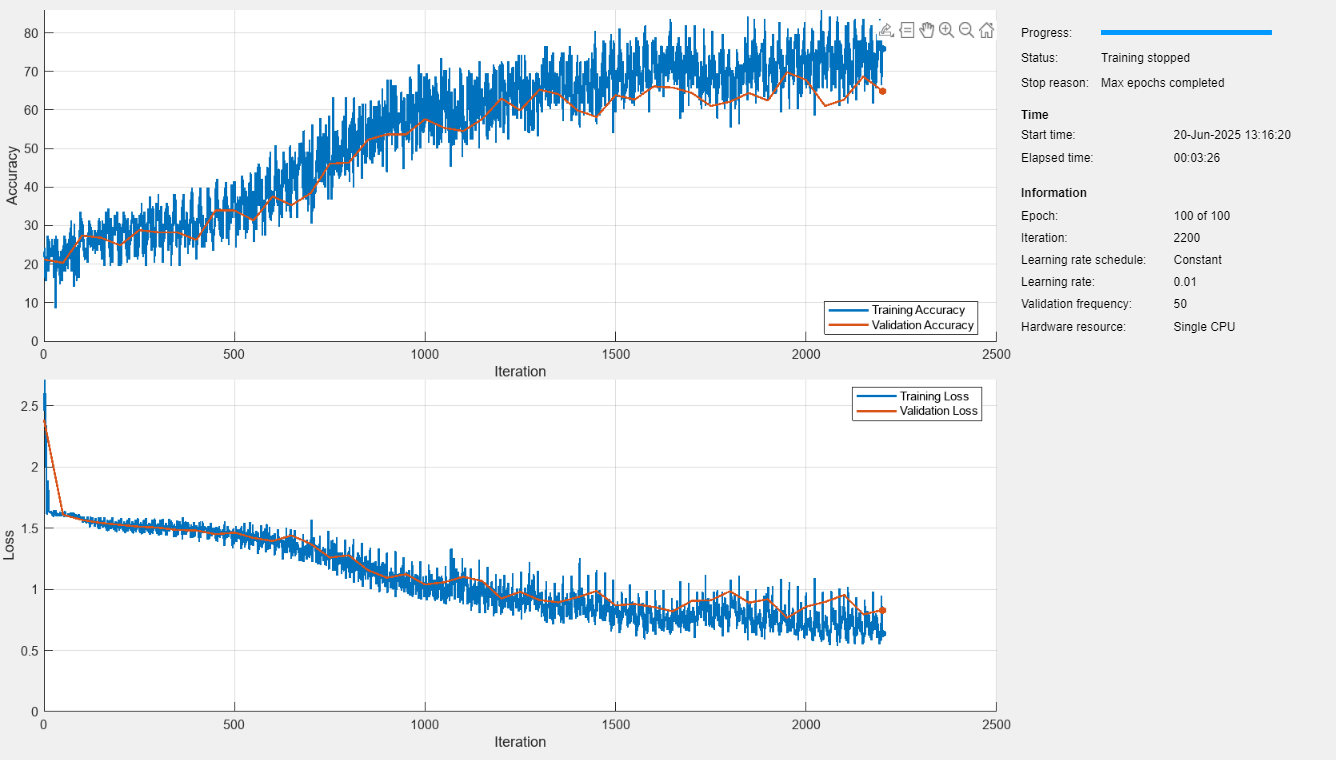 80
70
60
50
40
30
20
10
0
Accuracy
0 500 1000 1500 2000 2500
Iteration
Training Accuracy
Validation Accuracy
2.5
2
1.5
1
0.5
0
Loss
0 500 1000 1500 2000 2500
Iteration
Training Loss
Validation Loss
Progress:
Status: Training stopped
Stop reason: Max epochs completed
Time
Start time: 20-Jun-2025 13:16:20
Elapsed time: 00:03:26
Information
Epoch: 100 of 100
Iteration: 2200
Learning rate schedule: Constant
Learning rate: 0.01
Validation frequency: 50
Hardware resource: Single CPU